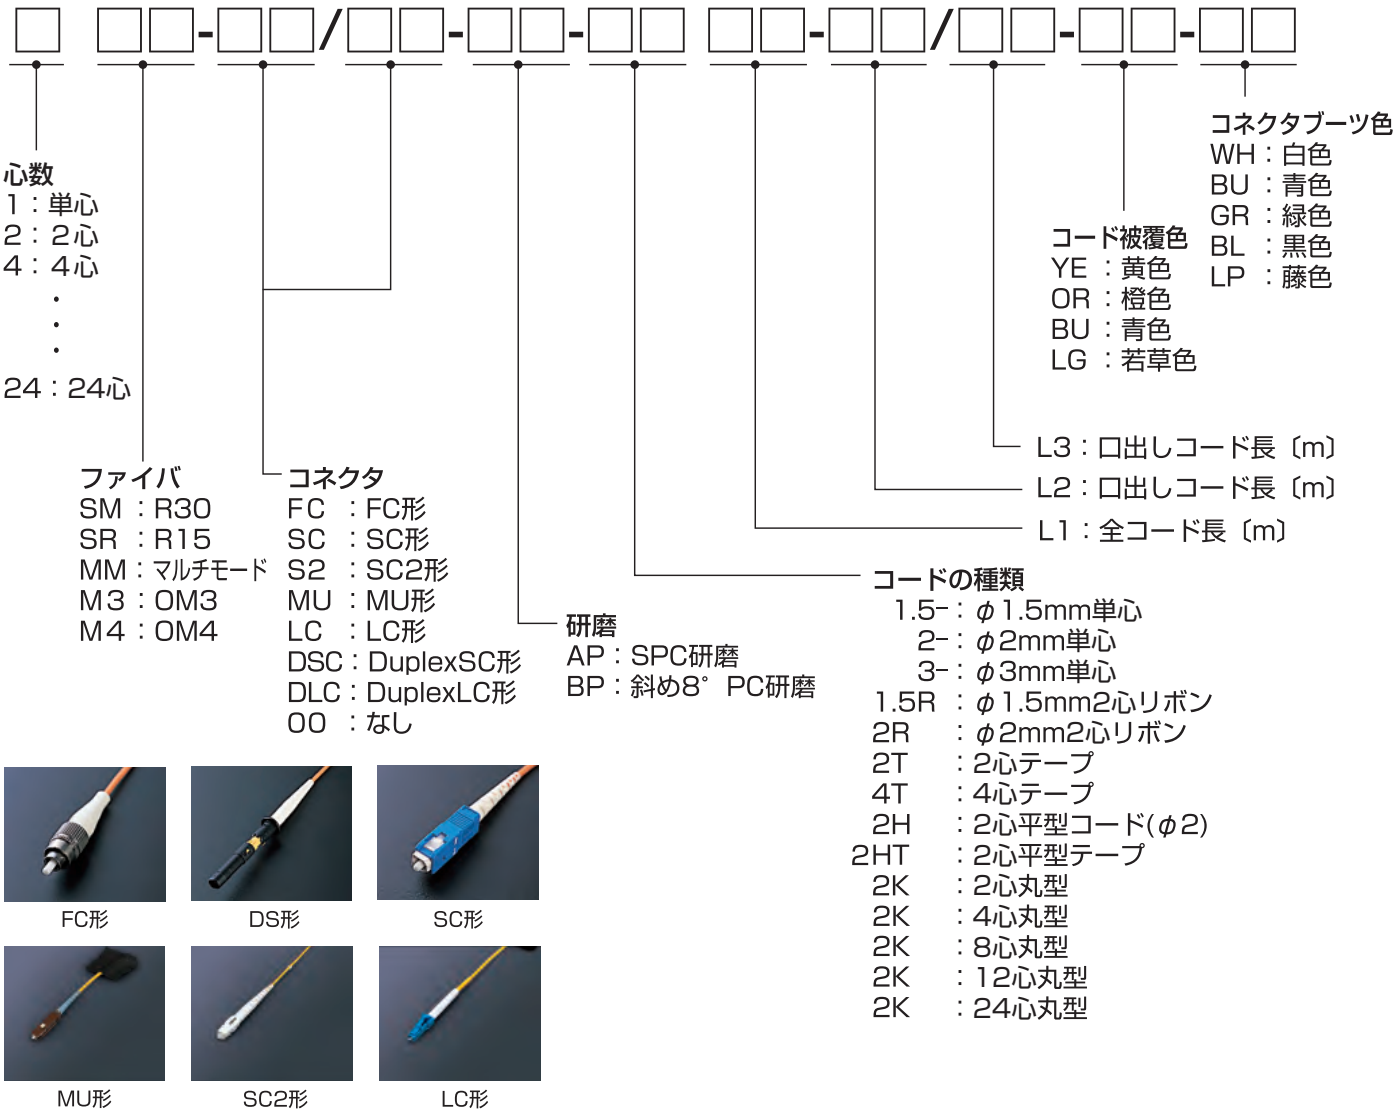 □ □□-□□/□□-□□-□□ □□-□□/□□-□□-□□
心数
1：単心
2：2心
4：4心
・
・
・
24：24心
ファイバ
SM：R30
SR：R15
MM：マルチモード
M3：OM3
M4：OM4
コネクタ
FC：FC形
SC：SC形
S2：SC2形
MU：MU形
LC：LC形
DSC：DuplexSC形
DLC：DuplexLC形
00：なし
研磨
AP：SPC研磨
BP：斜め8°PC研磨
コードの種類
1.5-：φ1.5mm単心
2-：φ2mm単心
3-：φ3mm単心
1.5R：φ1.5mm2心リボン
2R：φ2mm2心リボン
2T：2心テープ
4T：4心テープ
2H：2心平型コード(φ2)
2HT：2心平型テープ
2K：2心丸型
2K：4心丸型
2K：8心丸型
2K：12心丸型
2K：24心丸型
L1：全コード長〔m〕
L2：口出しコード長〔m〕
L3：口出しコード長〔m〕
コード被覆色
YE：黄色
OR：橙色
BU：青色
LG：若草色
コネクタブーツ色
WH：白色
BU：青色
GR：緑色
BL：黒色
LP：藤色
FC形
DS形
SC形
MU形
SC2形
LC形